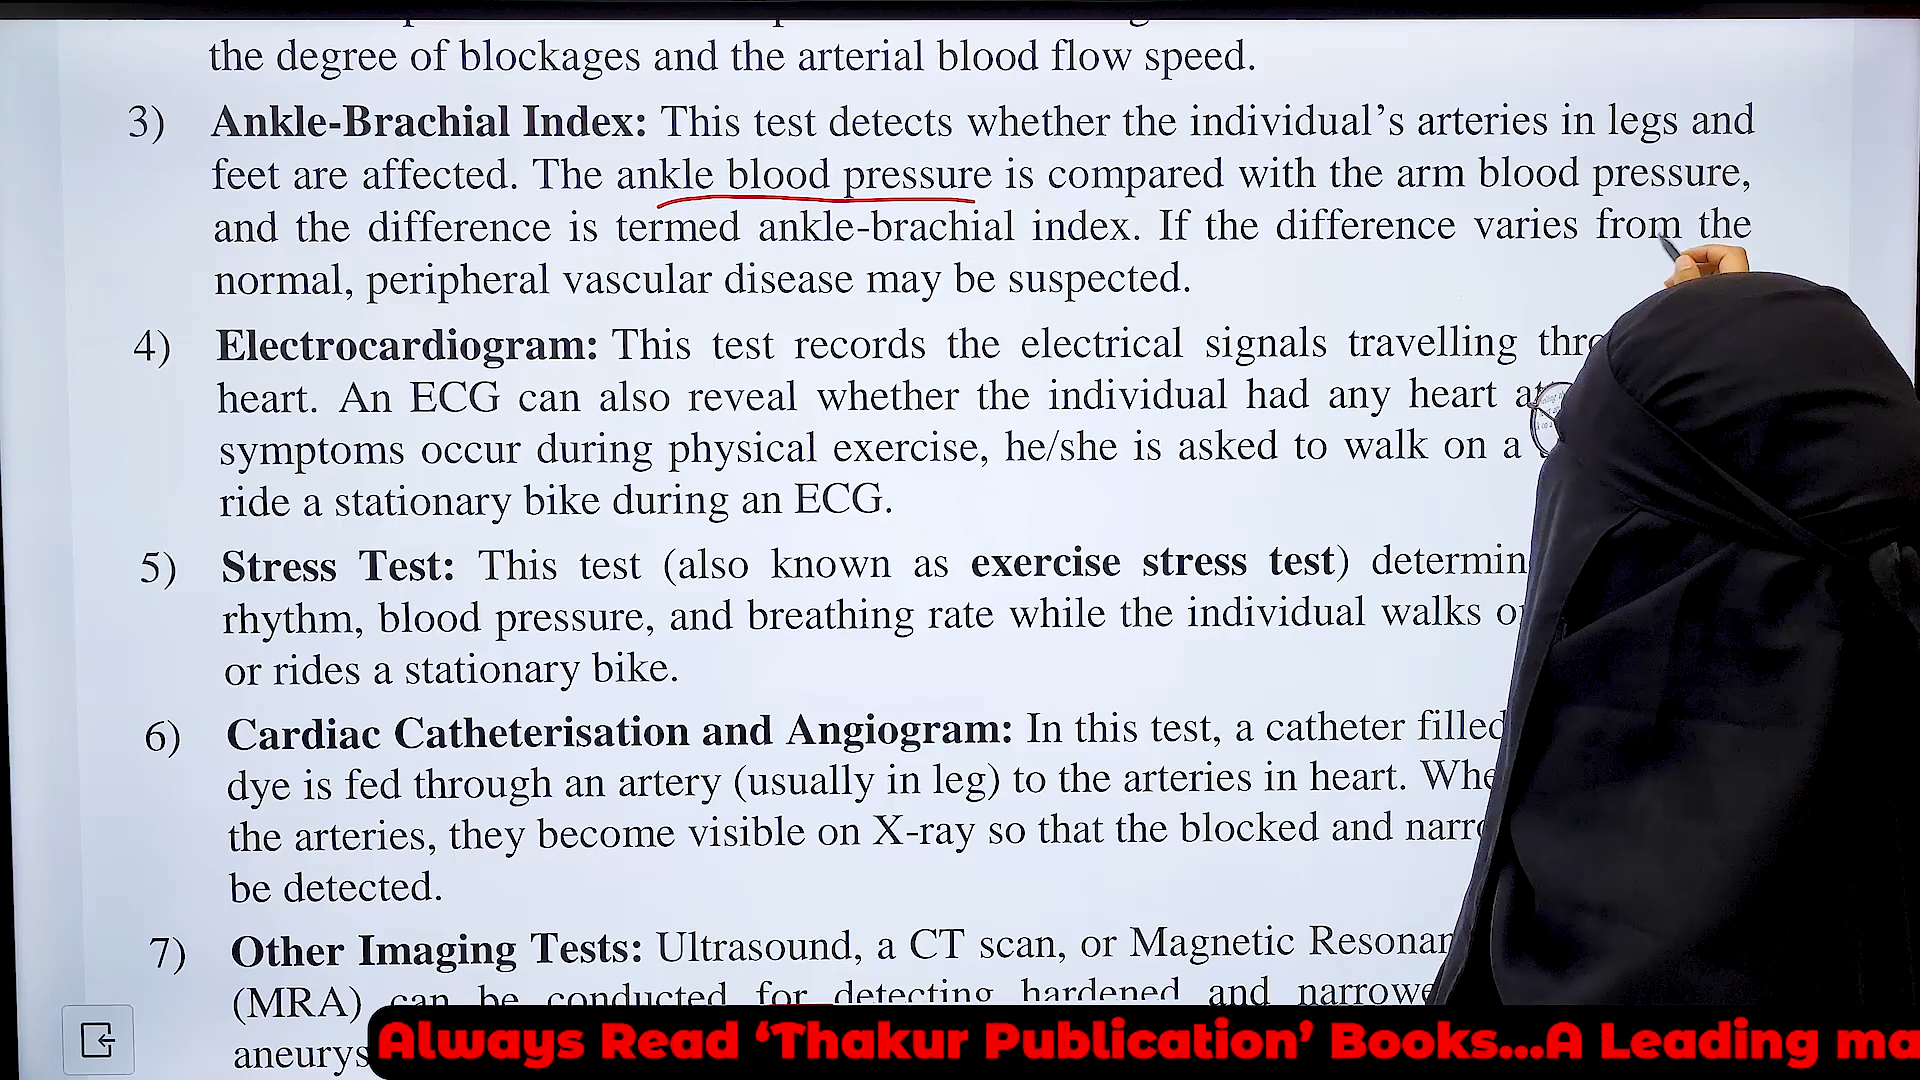 the degree of blockages and the arterial blood flow speed.
3) Ankle-Brachial Index: This test detects whether the individual's arteries in legs and
feet are affected. The ankle blood pressure is compared with the arm blood pressure,
and the difference is termed ankle-brachial index. If the difference varies from the
normal, peripheral vascular disease may be suspected.
4) Electrocardiogram: This test records the electrical signals travelling
heart. An ECG can also reveal whether the individual had any heart
symptoms occur during physical exercise, he/she is asked to walk on a
ride a stationary bike during an ECG.
5) Stress Test: This test (also known as exercise stress test)
rhythm, blood pressure, and breathing rate while the individual walks
or rides a stationary bike.
6) Cardiac Catheterisation and Angiogram: In this test, a catheter filled
dye is fed through an artery (usually in leg) to the arteries in heart.
the arteries, they become visible on X-ray so that the blocked and
be detected.
7) Other Imaging Tests: Ultrasound, a CT scan, or Magnetic
(MRA) can be conducted for detecting hardened and
Always Read ‘Thakur Publication’ Books...A Leading